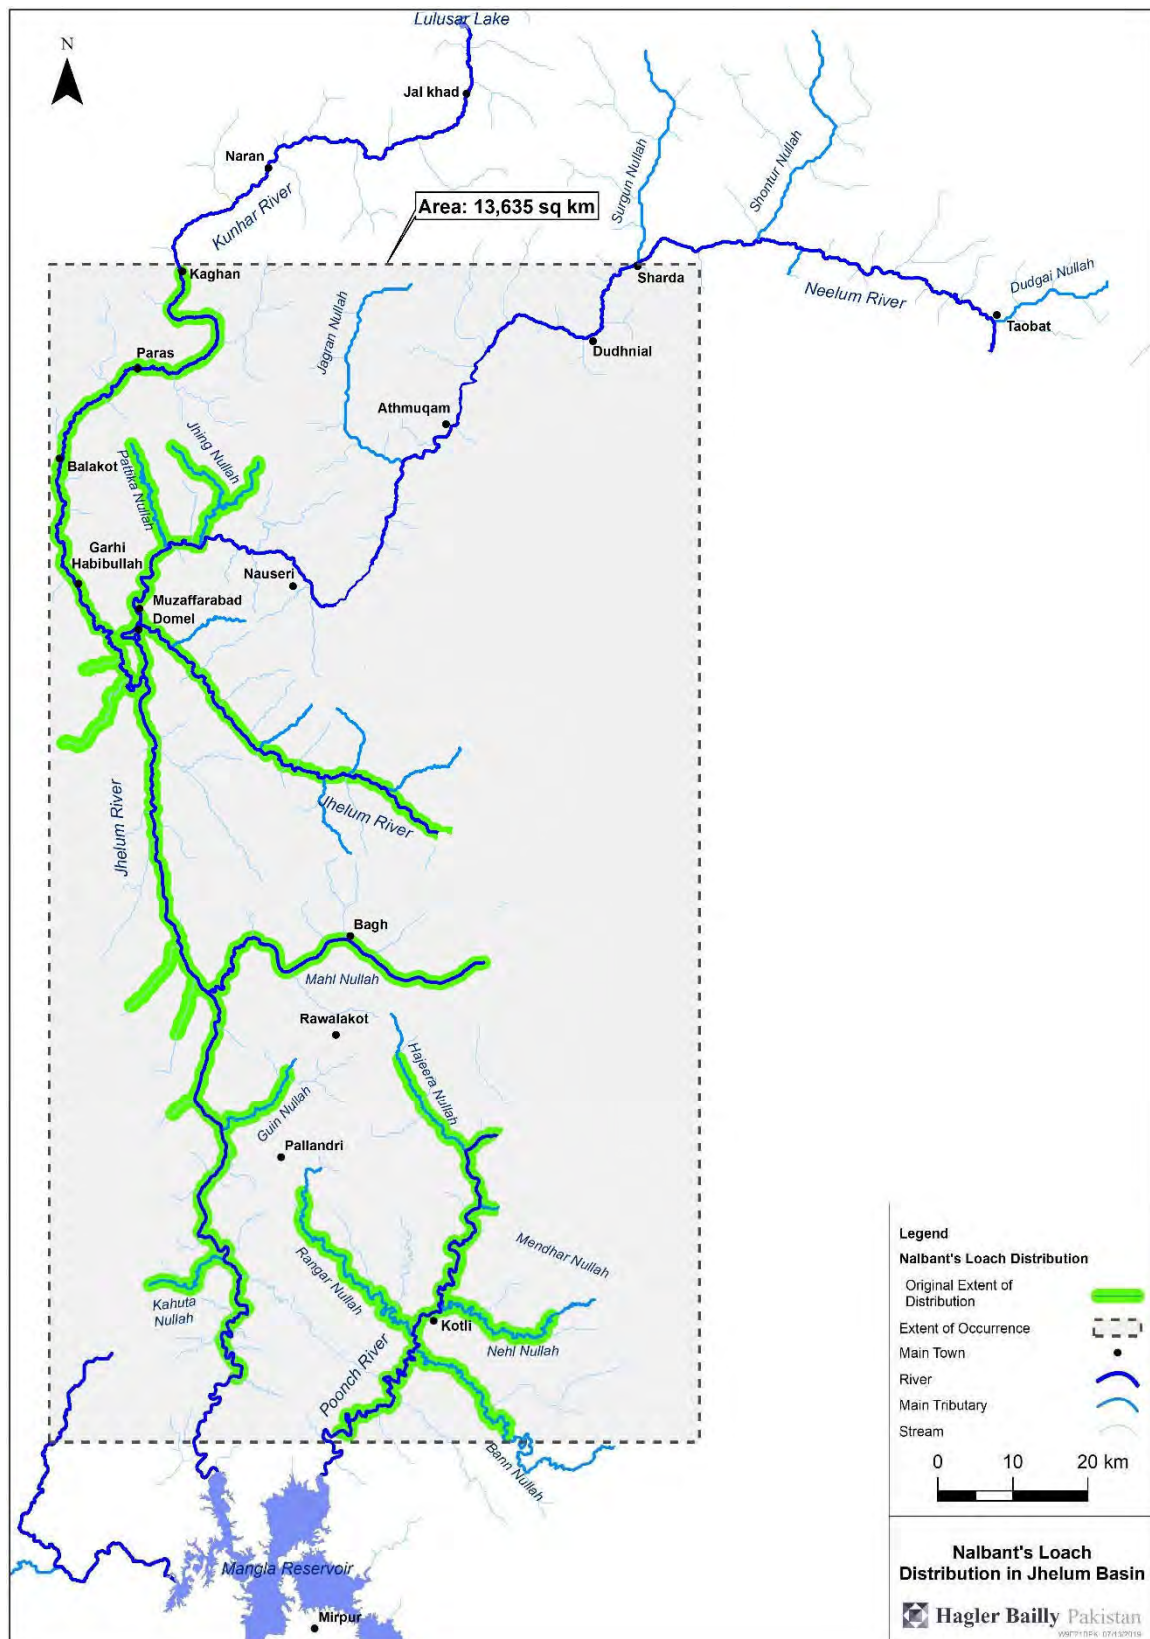 Lulusar Lake
N
Jal khad
Naran
Kunhar River
Area: 13,635 sq km
Surgun Nullah
Shontur Nullah
Kaghan
Sharda
Neelum River
Dudgai Nullah
Taobat
Jagran Nullah
Dudhnial
Paras
Athmuqam
Jhing Nullah
Pattika Nullah
Balakot
Garhi
Habibullah
Nauseri
Muzaffarabad
Domel
Jhelum River
Jhelum River
Bagh
Mahl Nullah
Rawalakot
Hajeera Nullah
Guin Nullah
Pallandri
Mendhar Nullah
Rangar Nullah
Kahuta
Nullah
Kotli
Nehl Nullah
Poonch River
Bann Nullah
Mangla Reservoir
Mirpur
Legend
Nalbant's Loach Distribution
Original Extent of
Distribution
Extent of Occurrence
Main Town
River
Main Tributary
Stream
0 10 20 km
Nalbant's Loach
Distribution in Jhelum Basin
Hagler Bailly Pakistan